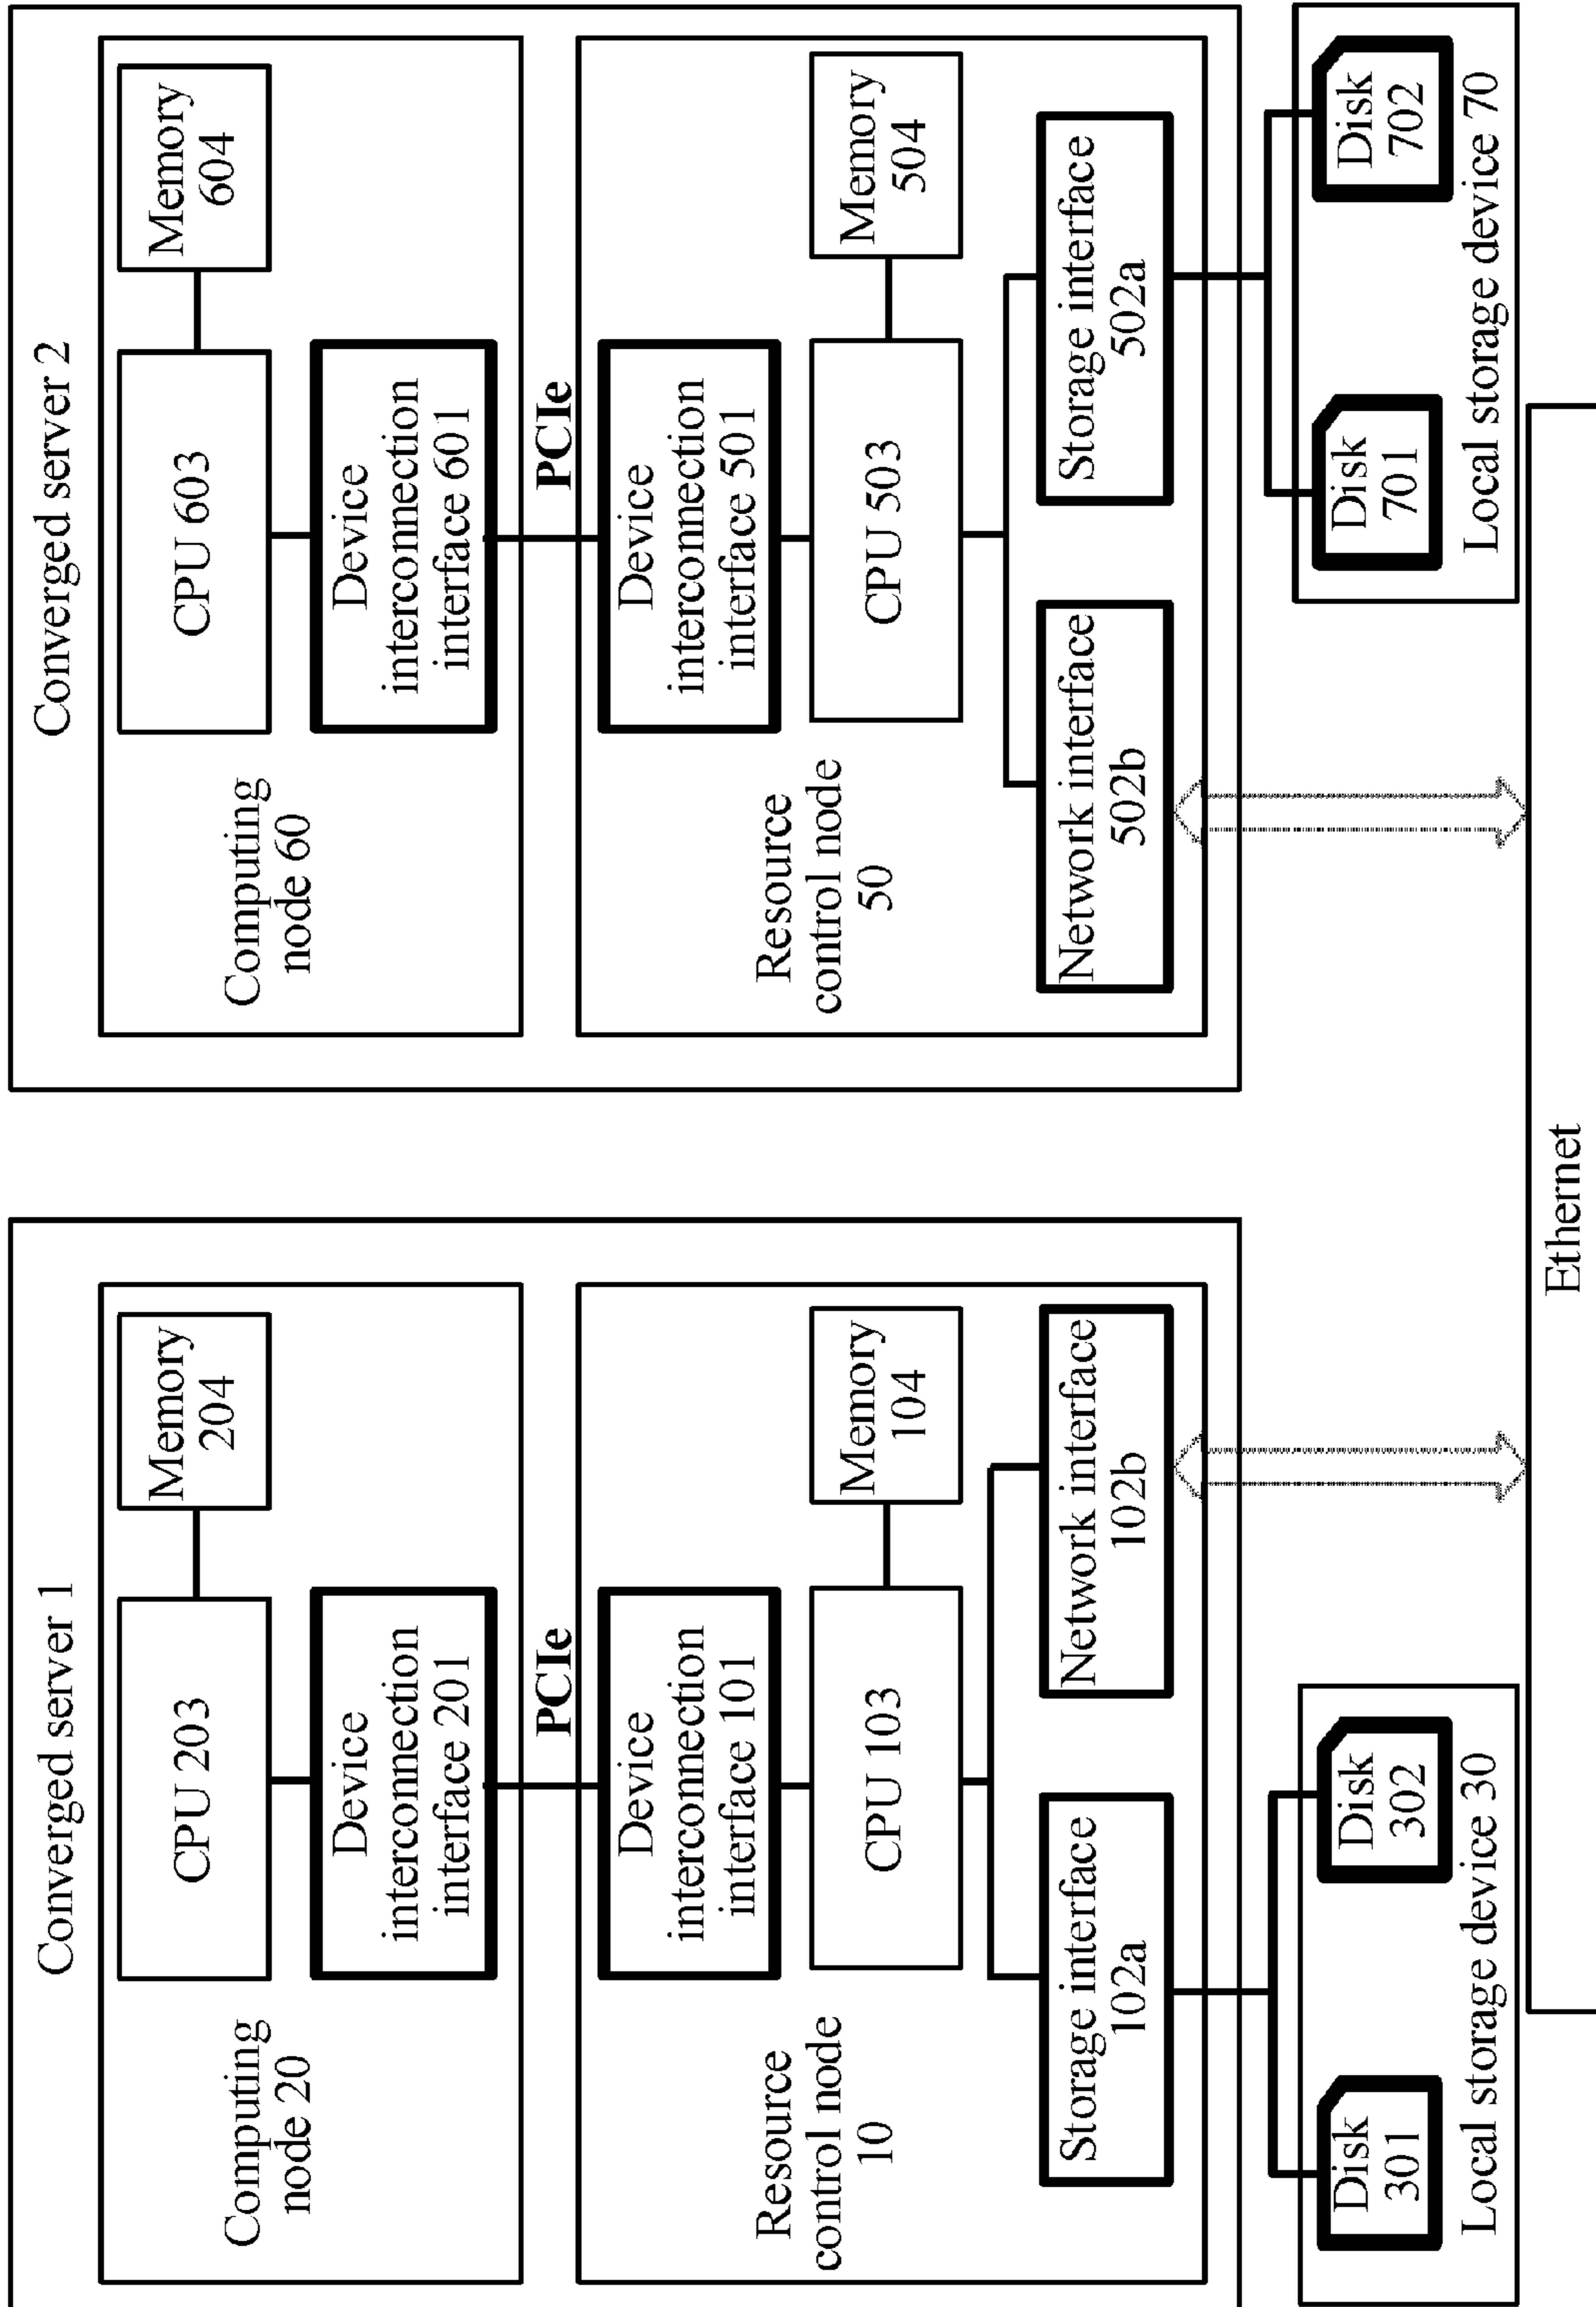 Converged server 1
CPU 203
Memory
204
Computing
node 20
Device
interconnection
interface 201
PCIe
Device
interconnection
interface 101
Resource
control node
10
CPU 103
Memory
104
Storage interface
102a
Network interface
102b
Disk
301
Disk
302
Local storage device 30
Converged server 2
CPU 603
Memory
604
Computing
node 60
Device
interconnection
interface 601
PCIe
Device
interconnection
interface 501
Resource
control node
50
CPU 503
Memory
504
Network interface
502b
Storage interface
502a
Disk
701
Disk
702
Local storage device 70
Ethernet